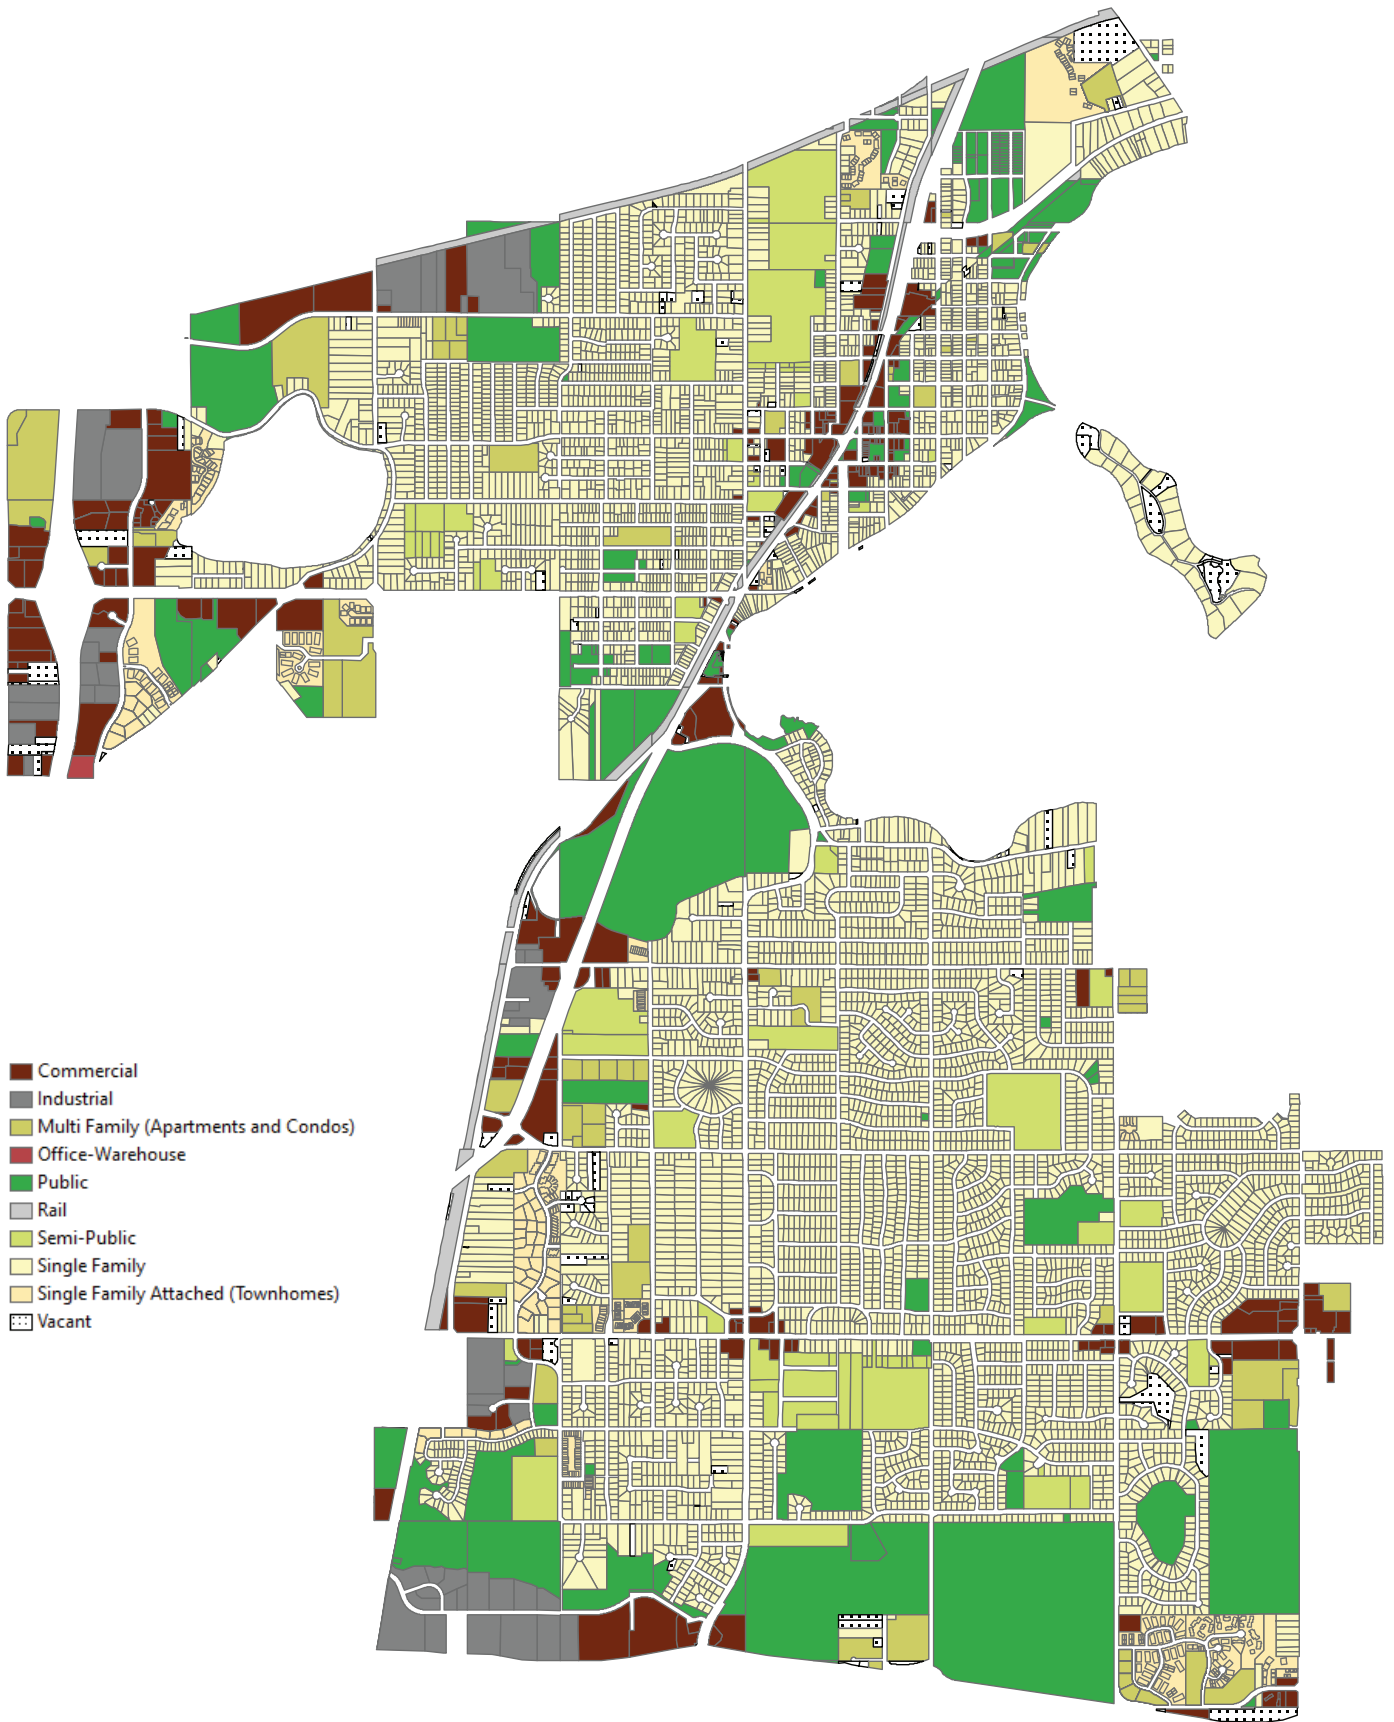 Commercial
Industrial
Multi Family (Apartments and Condos)
Office-Warehouse
Public
Rail
Semi-Public
Single Family
Single Family Attached (Townhomes)
Vacant